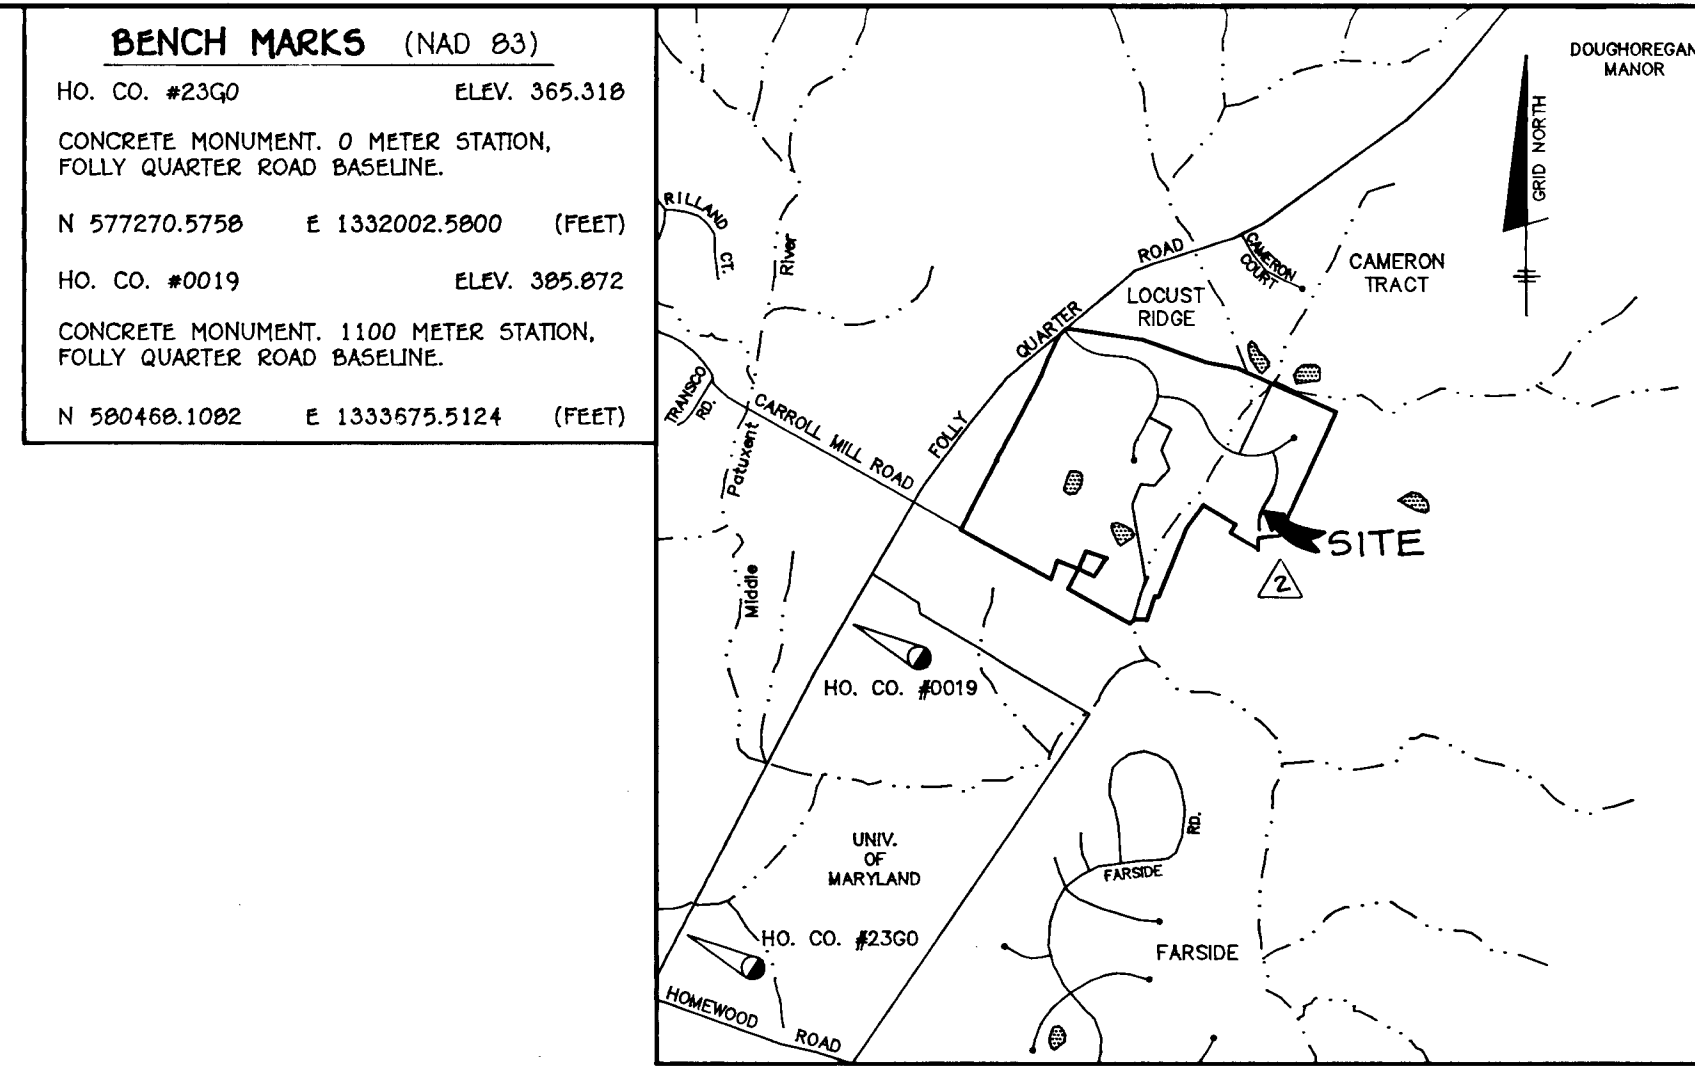 BENCH MARKS (NAD 83)
HO. CO. #23G0 ELEV. 365.318
CONCRETE MONUMENT. 0 METER STATION,
FOLLY QUARTER ROAD BASELINE.
N 577270.5758 E 1332002.5800 (FEET)
HO. CO. #0019 ELEV. 385.872
CONCRETE MONUMENT. 1100 METER STATION,
FOLLY QUARTER ROAD BASELINE.
N 580468.1082 E 1333675.5124 (FEET)
DOUGHOREGAN
MANOR
GRID NORTH
RILLAND
CT.
River
ROAD
CAMERON
COURT
CAMERON
TRACT
LOCUST
RIDGE
QUARTER
FOLLY
TRANSCO
RD.
CARROLL MILL ROAD
Patuxent
Middle
SITE
2
HO. CO. #0019
UNIV.
OF
MARYLAND
RD.
FARSIDE
HO. CO. #23G0
FARSIDE
HOMEWOOD ROAD